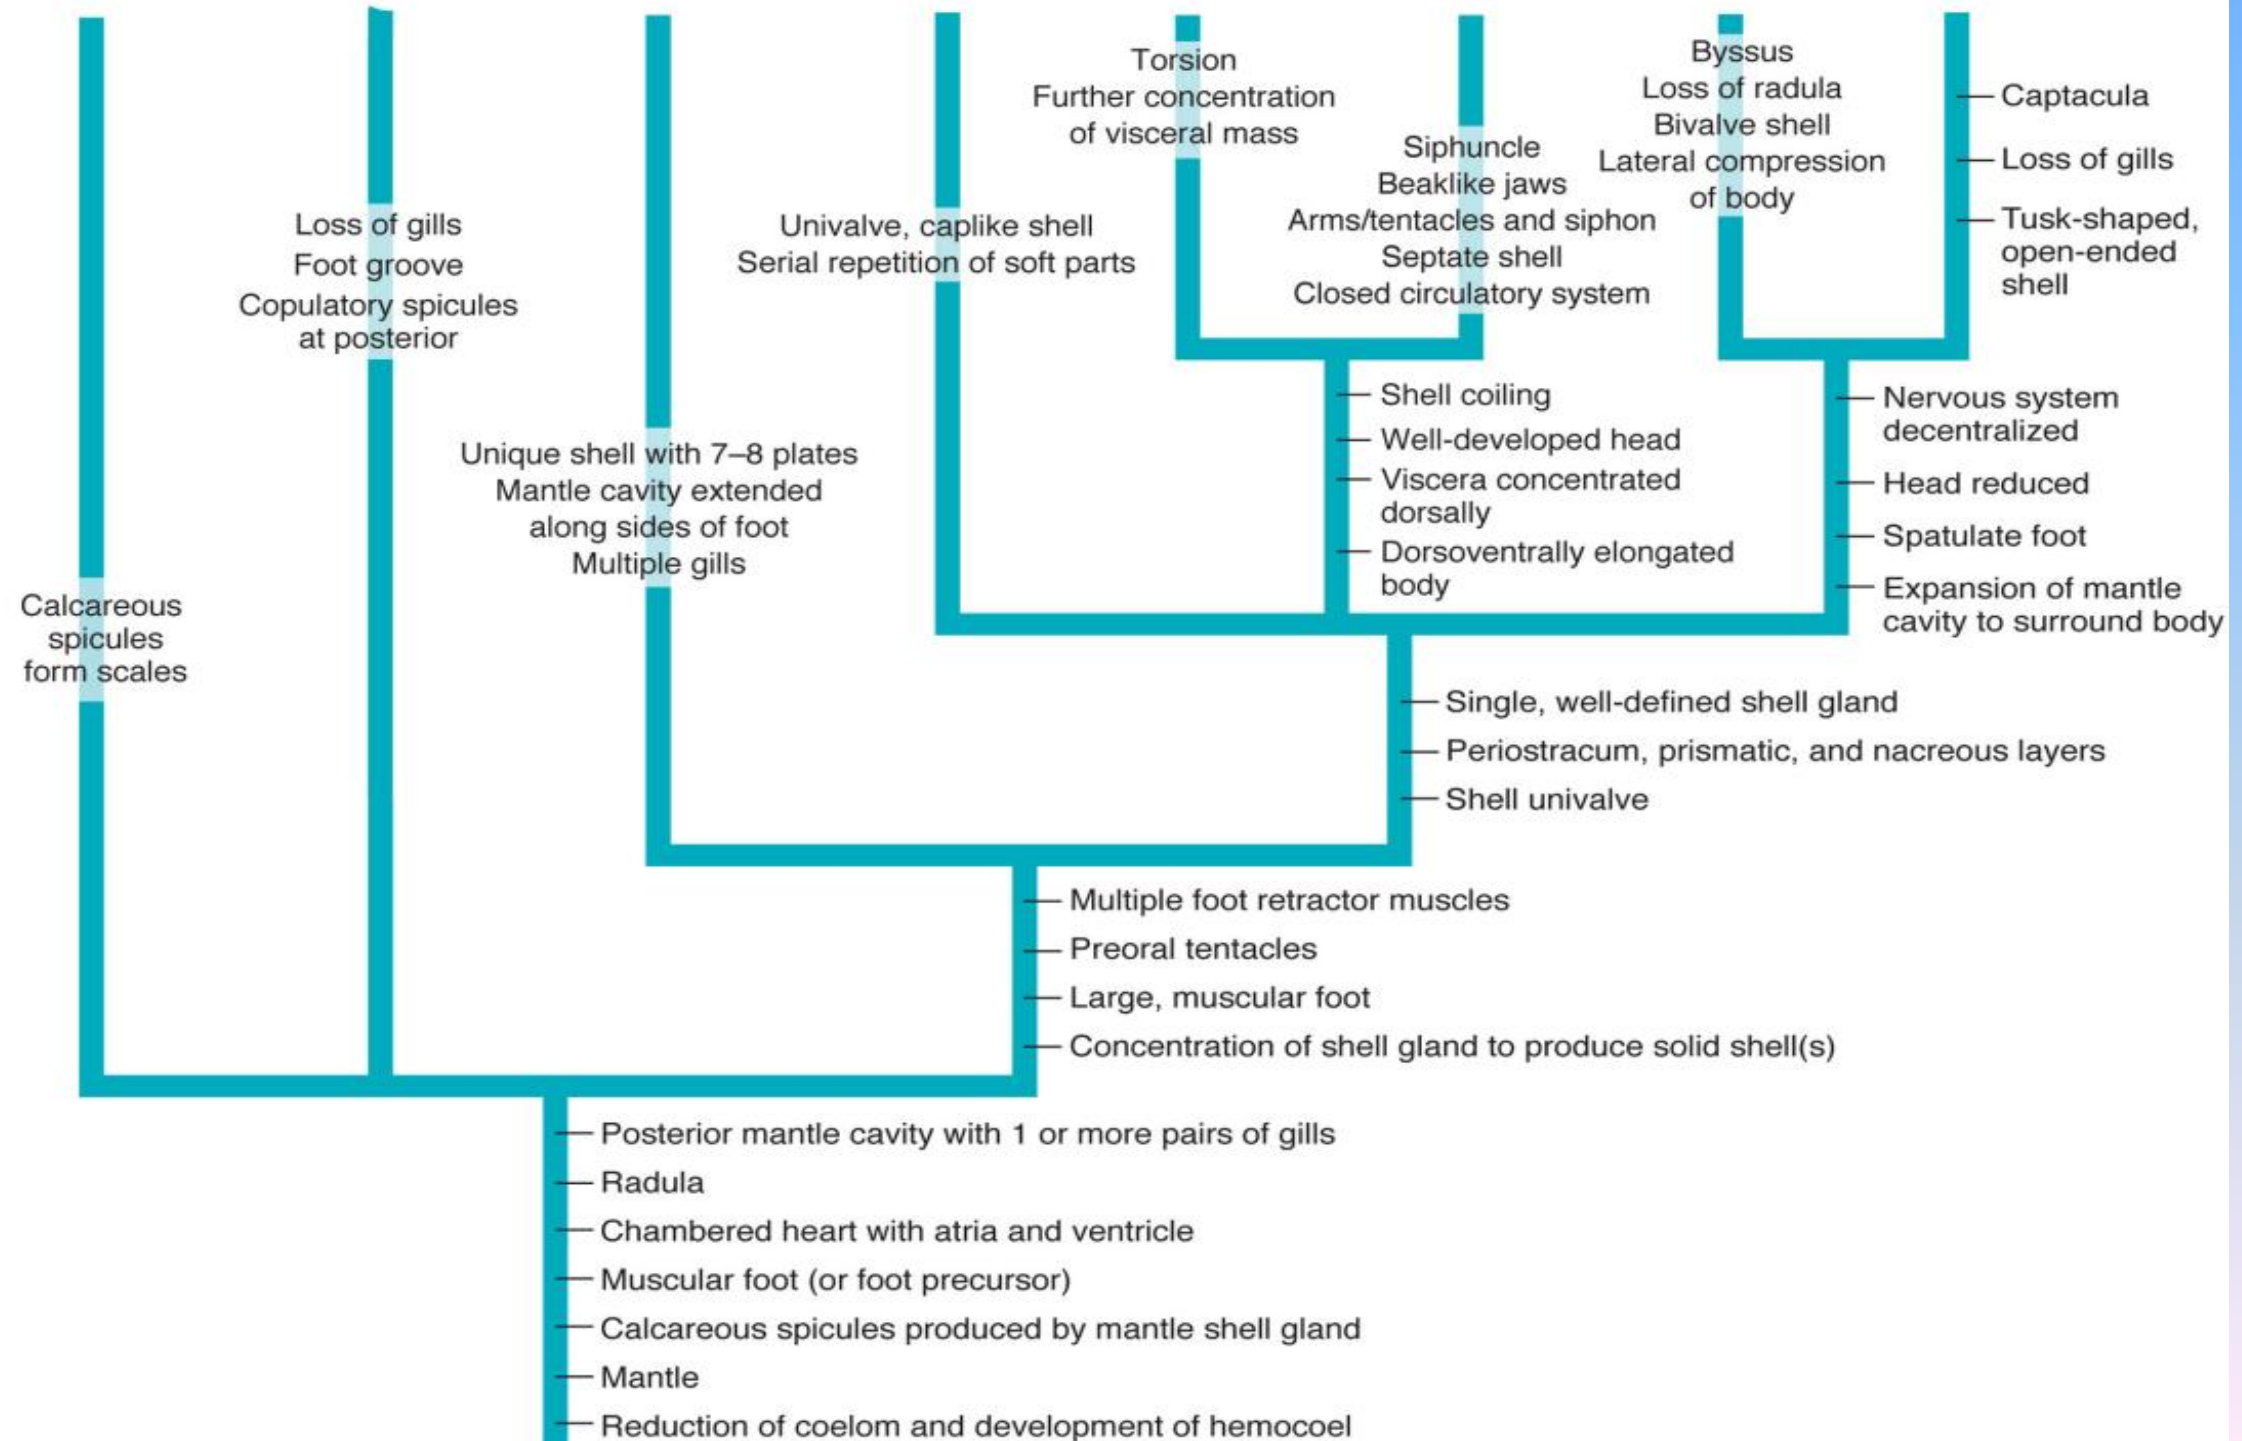 Torsion
Further concentration
of visceral mass
Byssus
Loss of radula
Bivalve shell
Lateral compression
of body
Captacula
Loss of gills
Tusk-shaped,
open-ended
shell
Siphuncle
Beaklike jaws
Arms/tentacles and siphon
Septate shell
Closed circulatory system
Loss of gills
Foot groove
Copulatory spicules
at posterior
Univalve, caplike shell
Serial repetition of soft parts
Unique shell with 7–8 plates
Mantle cavity extended
along sides of foot
Multiple gills
Shell coiling
Well-developed head
Viscera concentrated
dorsally
Dorsoventrally elongated
body
Nervous system
decentralized
Head reduced
Spatulate foot
Expansion of mantle
cavity to surround body
Calcareous
spicules
form scales
Single, well-defined shell gland
Periostracum, prismatic, and nacreous layers
Shell univalve
Multiple foot retractor muscles
Preoral tentacles
Large, muscular foot
Concentration of shell gland to produce solid shell(s)
Posterior mantle cavity with 1 or more pairs of gills
Radula
Chambered heart with atria and ventricle
Muscular foot (or foot precursor)
Calcareous spicules produced by mantle shell gland
Mantle
Reduction of coelom and development of hemocoel